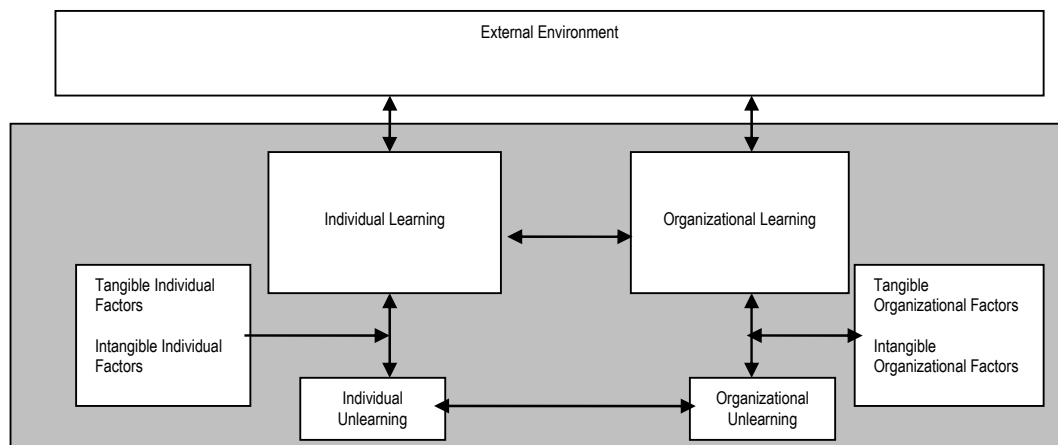 External Environment
Individual Learning
Organizational Learning
Tangible Individual
Factors
Intangible Individual
Factors
Tangible
Organizational Factors
Intangible
Organizational Factors
Individual
Unlearning
Organizational
Unlearning